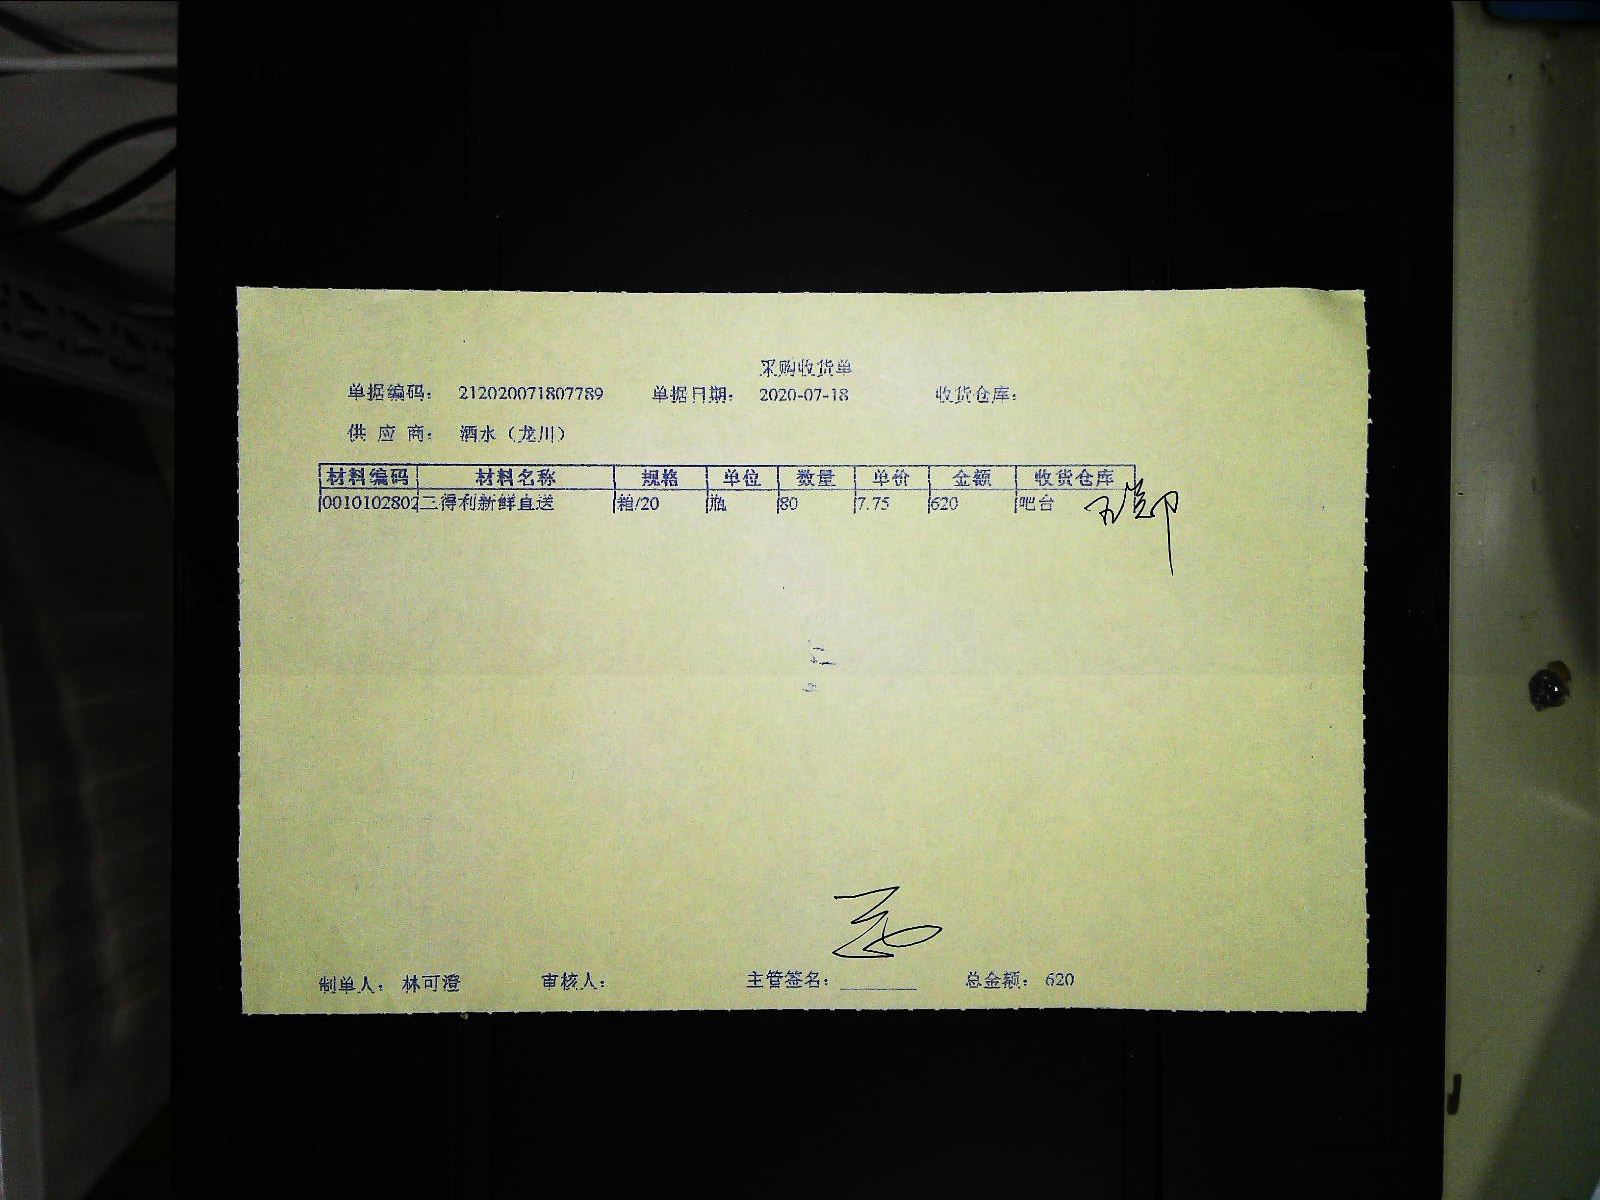 采购收货单
单据编码： 212020071807789 单据日期： 2020-07-18 收货仓库：
供 应 商： 酒水（龙川）
材料编码 材料名称 规格 单位 数量 单价 金额 收货仓库
0010102802 三得利新鲜直送 箱/20 瓶 80 7.75 620 吧台
制单人： 林可澄 审核人： 主管签名：________ 总金额： 620